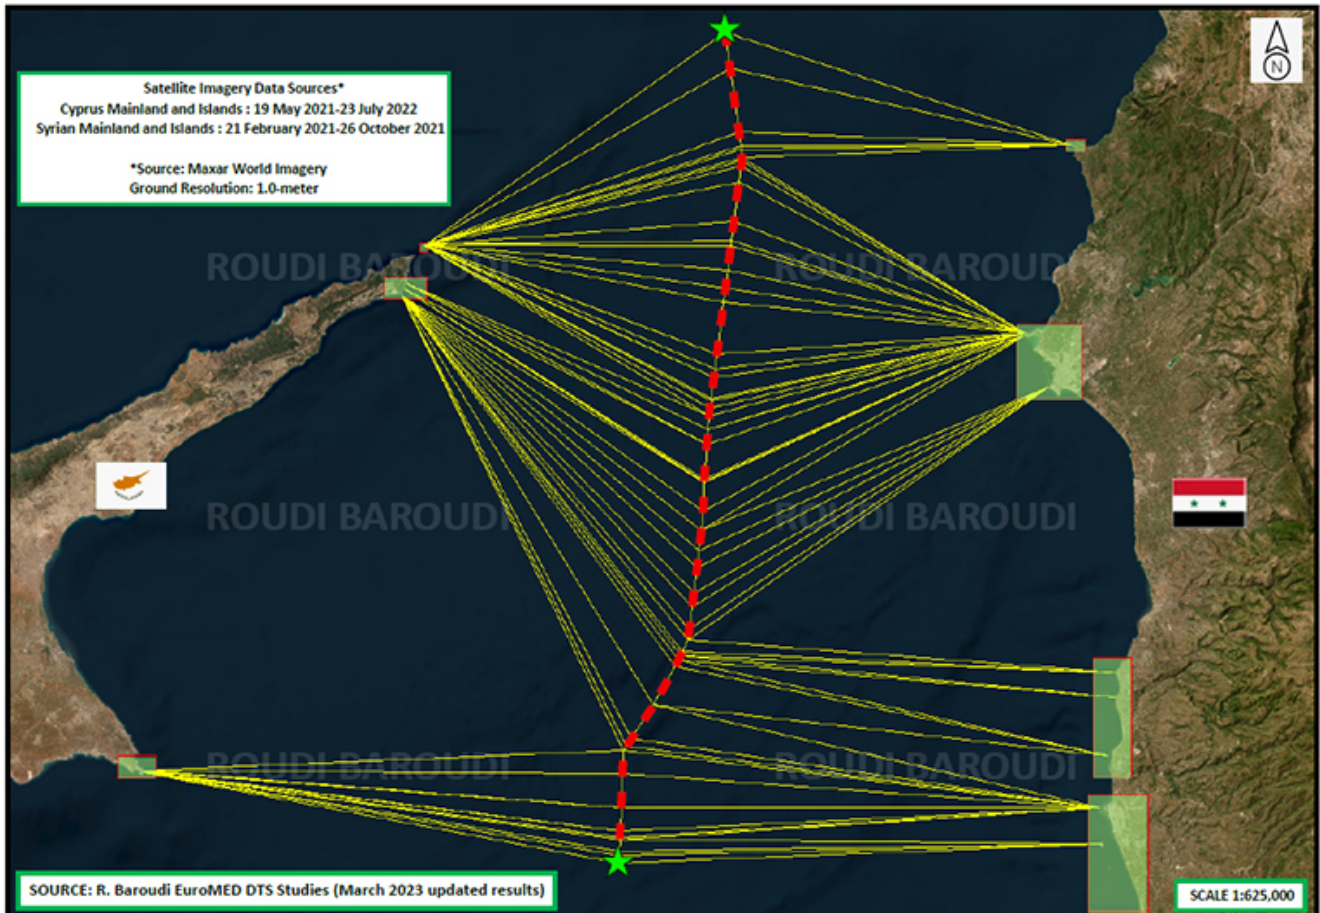 Satellite Imagery Data Sources*
Cyprus Mainland and Islands : 19 May 2021-23 July 2022
Syrian Mainland and Islands : 21 February 2021-26 October 2021
*Source: Maxar World Imagery
Ground Resolution: 1.0-meter
N
ROUDI BAROUDI ROUDI BAROUDI
ROUDI BAROUDI ROUDI BAROUDI
ROUDI BAROUDI ROUDI BAROUDI
SOURCE: R. Baroudi EuroMED DTS Studies (March 2023 updated results)
SCALE 1:625,000